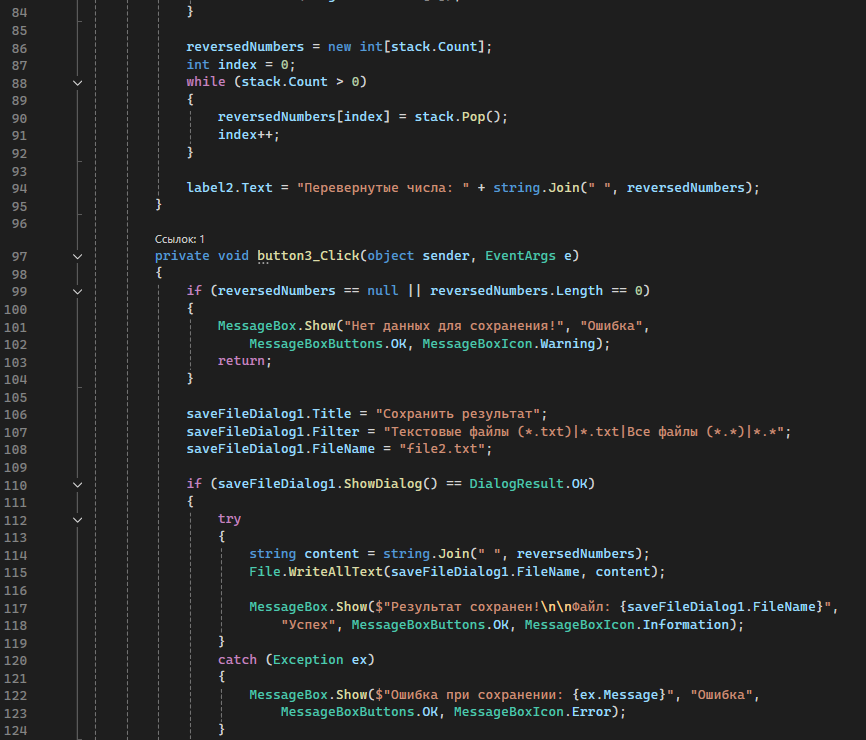 84 }
85
86 reversedNumbers = new int[stack.Count];
87 int index = 0;
88 while (stack.Count > 0)
89 {
90 reversedNumbers[index] = stack.Pop();
91 index++;
92 }
93
94 label2.Text = "Перевернутые числа: " + string.Join(" ", reversedNumbers);
95 }
96
Ссылок: 1
97 private void button3_Click(object sender, EventArgs e)
98 {
99 if (reversedNumbers == null || reversedNumbers.Length == 0)
100 {
101 MessageBox.Show("Нет данных для сохранения!", "Ошибка",
102 MessageBoxButtons.OK, MessageBoxIcon.Warning);
103 return;
104 }
105
106 saveFileDialog1.Title = "Сохранить результат";
107 saveFileDialog1.Filter = "Текстовые файлы (*.txt)|*.txt|Все файлы (*.*)|*.*";
108 saveFileDialog1.FileName = "file2.txt";
109
110 if (saveFileDialog1.ShowDialog() == DialogResult.OK)
111 {
112 try
113 {
114 string content = string.Join(" ", reversedNumbers);
115 File.WriteAllText(saveFileDialog1.FileName, content);
116
117 MessageBox.Show($"Результат сохранен!\n\nФайл: {saveFileDialog1.FileName}",
118 "Успех", MessageBoxButtons.OK, MessageBoxIcon.Information);
119 }
120 catch (Exception ex)
121 {
122 MessageBox.Show($"Ошибка при сохранении: {ex.Message}", "Ошибка",
123 MessageBoxButtons.OK, MessageBoxIcon.Error);
124 }